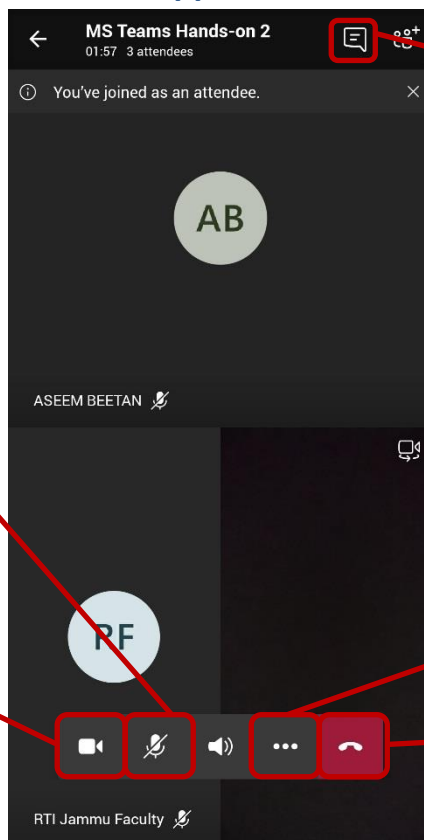 MS Teams Hands-on 2
01:57 3 attendees
You've joined as an attendee.
AB
ASEEM BEETAN
RF
RTI Jammu Faculty